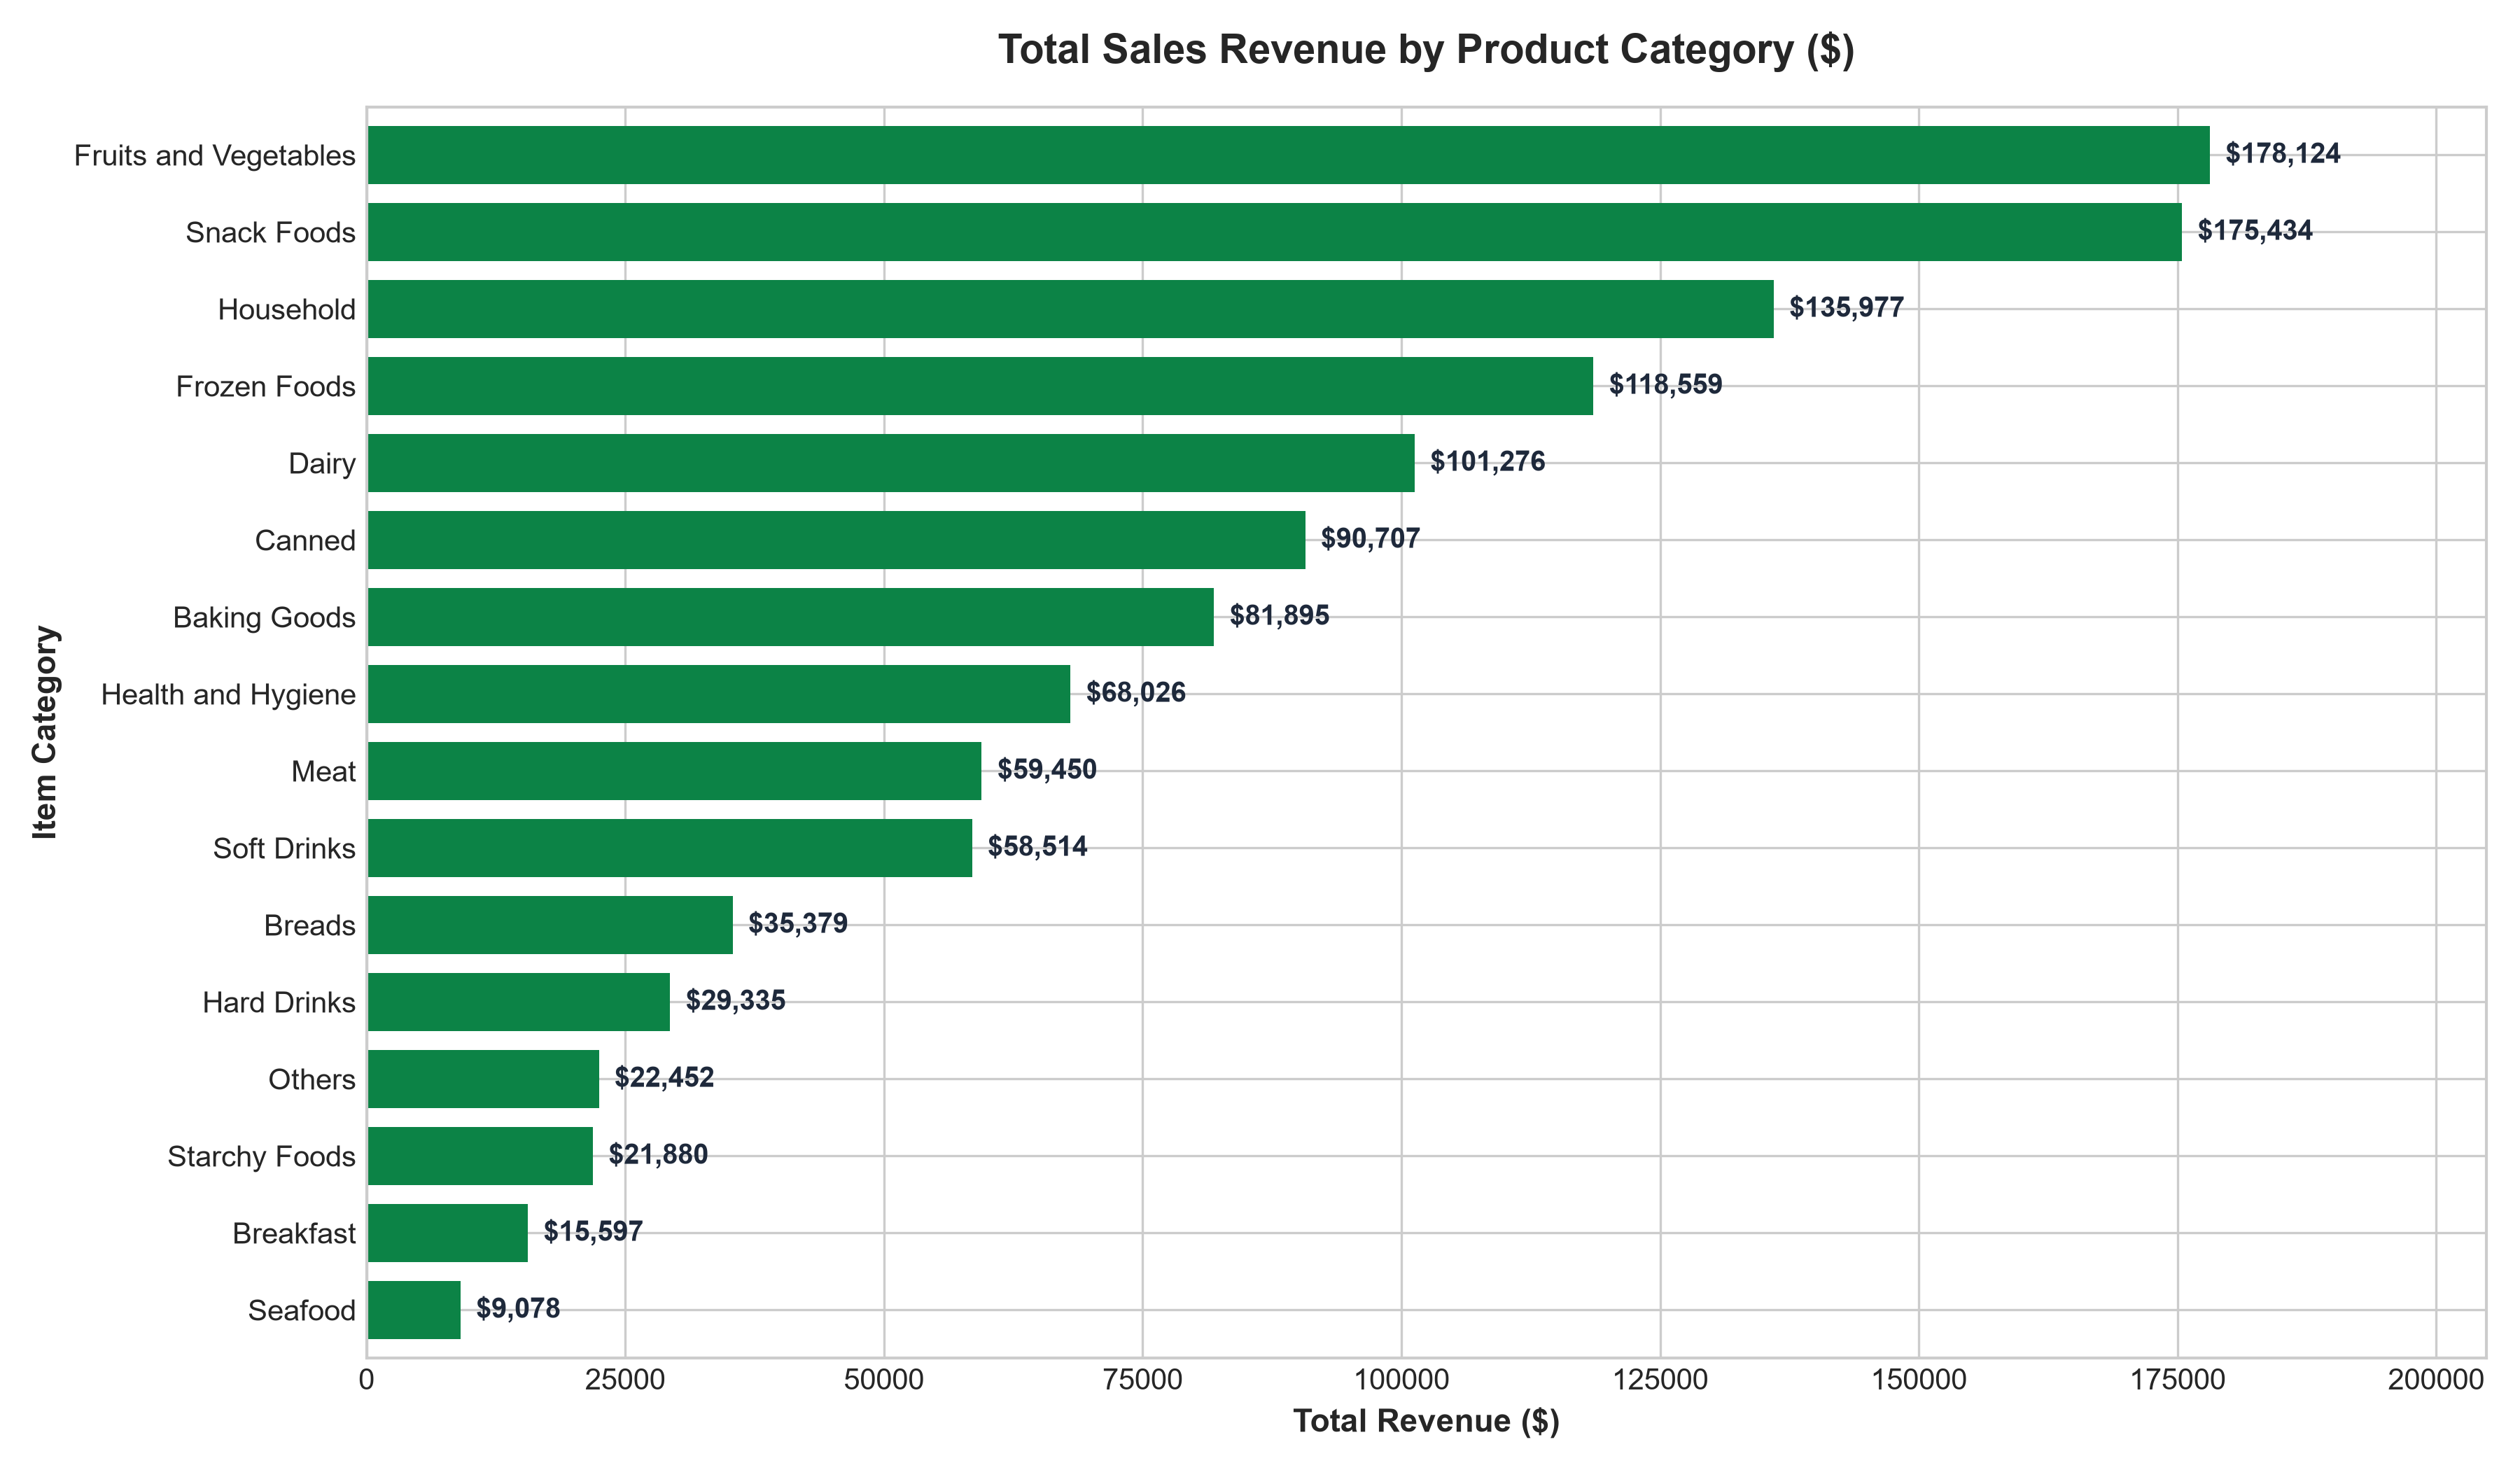 Total Sales Revenue by Product Category ($)
Item Category
Fruits and Vegetables $178,124
Snack Foods $175,434
Household $135,977
Frozen Foods $118,559
Dairy $101,276
Canned $90,707
Baking Goods $81,895
Health and Hygiene $68,026
Meat $59,450
Soft Drinks $58,514
Breads $35,379
Hard Drinks $29,335
Others $22,452
Starchy Foods $21,880
Breakfast $15,597
Seafood $9,078
0 25000 50000 75000 100000 125000 150000 175000 200000
Total Revenue ($)